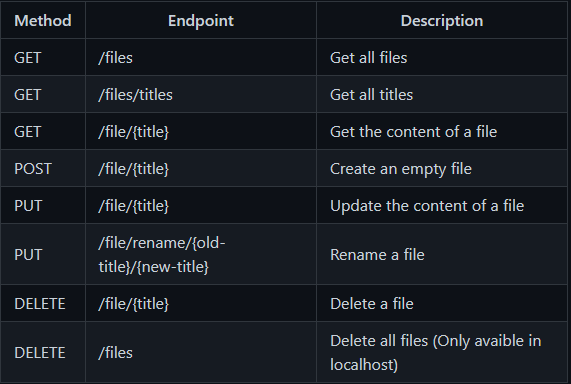 Method Endpoint Description
GET /files Get all files
GET /files/titles Get all titles
GET /file/{title} Get the content of a file
POST /file/{title} Create an empty file
PUT /file/{title} Update the content of a file
PUT /file/rename/{old-
title}/{new-title} Rename a file
DELETE /file/{title} Delete a file
DELETE /files Delete all files (Only avaible in
localhost)